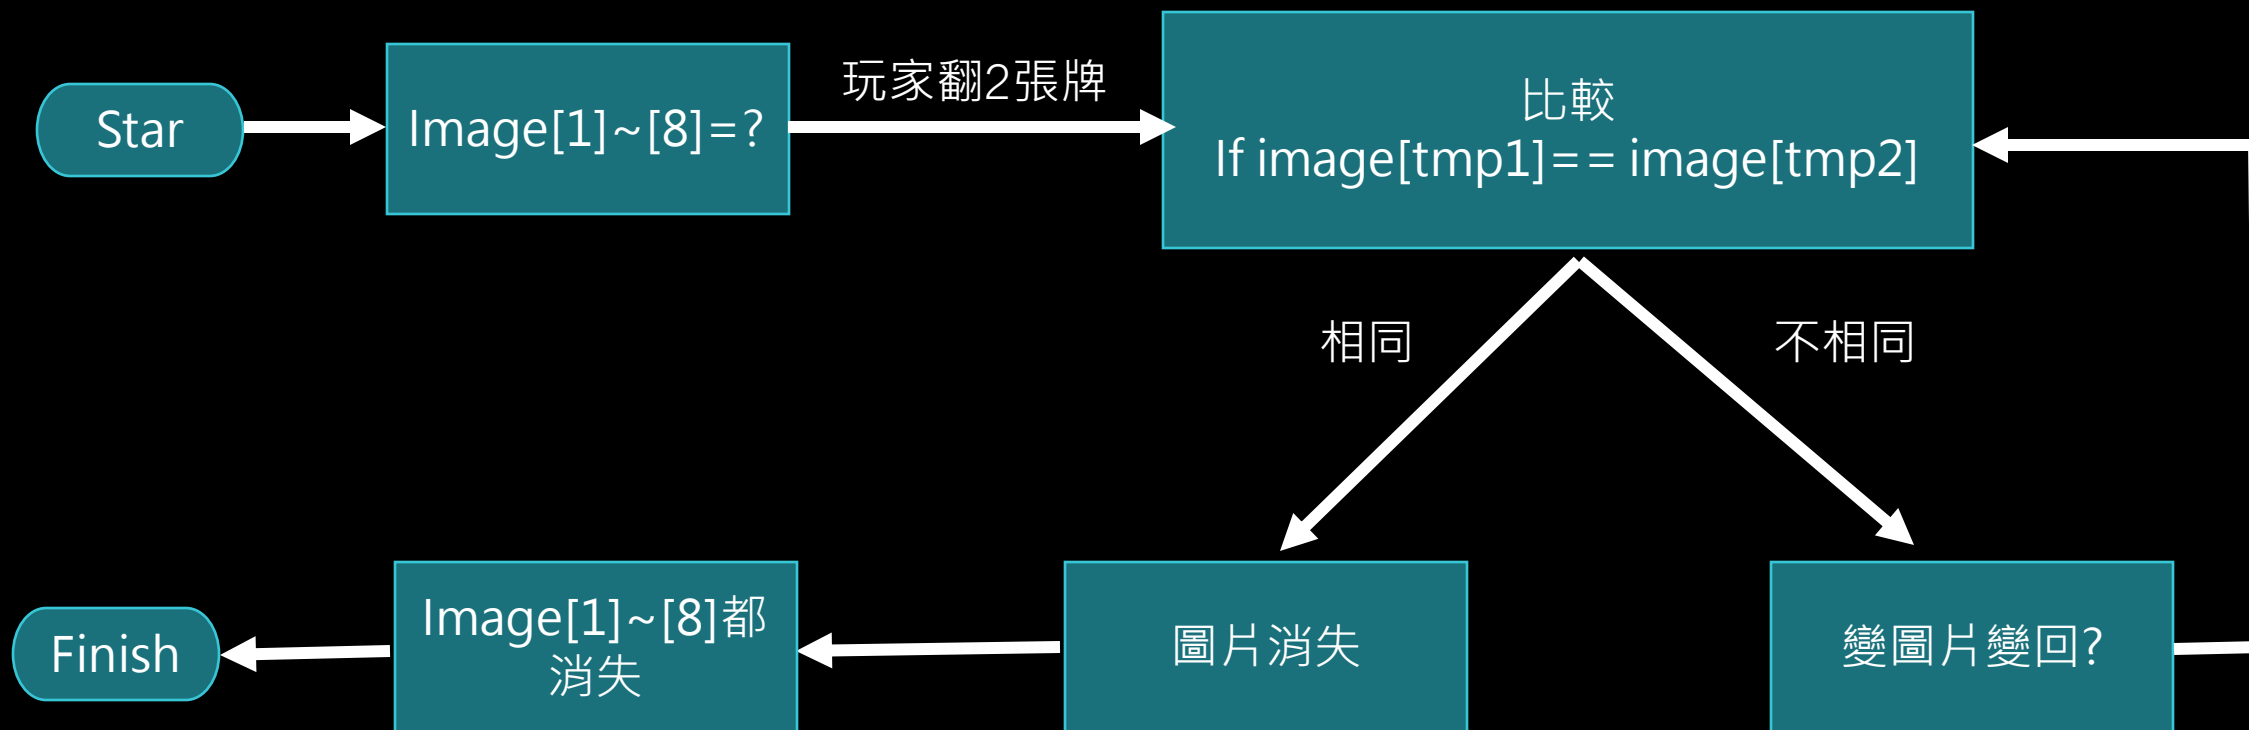 Star
Image[1]~[8]=?
玩家翻2張牌
比較
If image[tmp1]== image[tmp2]
相同
不相同
Finish
Image[1]~[8]都
消失
圖片消失
變圖片變回?